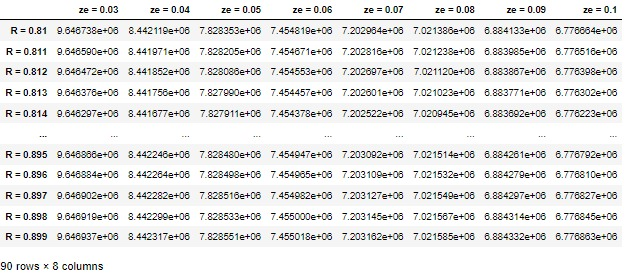 ze = 0.03 ze = 0.04 ze = 0.05 ze = 0.06 ze = 0.07 ze = 0.08 ze = 0.09 ze = 0.1
R = 0.81 9.646738e+06 8.442119e+06 7.828353e+06 7.454819e+06 7.202964e+06 7.021386e+06 6.884133e+06 6.776664e+06
R = 0.811 9.646590e+06 8.441971e+06 7.828205e+06 7.454671e+06 7.202816e+06 7.021238e+06 6.883985e+06 6.776516e+06
R = 0.812 9.646472e+06 8.441852e+06 7.828086e+06 7.454553e+06 7.202697e+06 7.021120e+06 6.883867e+06 6.776398e+06
R = 0.813 9.646376e+06 8.441756e+06 7.827990e+06 7.454457e+06 7.202601e+06 7.021023e+06 6.883771e+06 6.776302e+06
R = 0.814 9.646297e+06 8.441677e+06 7.827911e+06 7.454378e+06 7.202522e+06 7.020945e+06 6.883692e+06 6.776223e+06
... ... ... ... ... ... ... ... ...
R = 0.895 9.646866e+06 8.442246e+06 7.828480e+06 7.454947e+06 7.203092e+06 7.021514e+06 6.884261e+06 6.776792e+06
R = 0.896 9.646884e+06 8.442264e+06 7.828498e+06 7.454965e+06 7.203109e+06 7.021532e+06 6.884279e+06 6.776810e+06
R = 0.897 9.646902e+06 8.442282e+06 7.828516e+06 7.454982e+06 7.203127e+06 7.021549e+06 6.884297e+06 6.776827e+06
R = 0.898 9.646919e+06 8.442299e+06 7.828533e+06 7.455000e+06 7.203145e+06 7.021567e+06 6.884314e+06 6.776845e+06
R = 0.899 9.646937e+06 8.442317e+06 7.828551e+06 7.455018e+06 7.203162e+06 7.021585e+06 6.884332e+06 6.776863e+06
90 rows × 8 columns